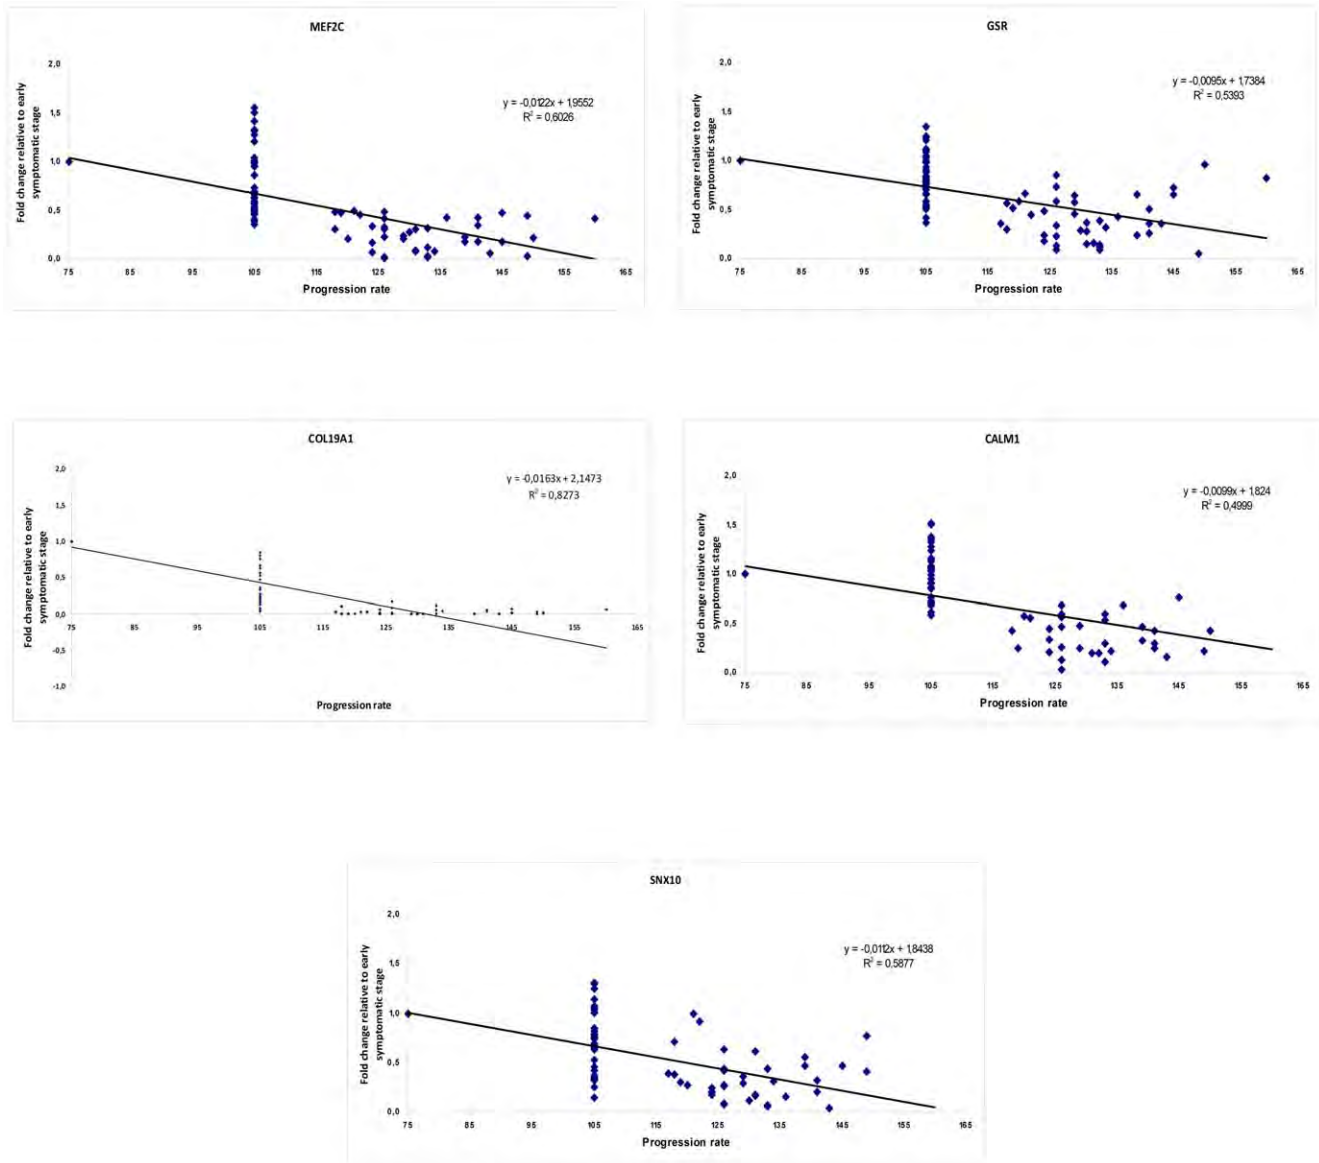 MEF2C
2,0
1,5
1,0
0,5
0,0
75 85 95 105 115 125 135 145 155 165
Fold change relative to early
symptomatic stage
Progression rate
y = -0,0122x + 1,9552
R² = 0,6026
GSR
2,0
1,5
1,0
0,5
0,0
75 85 95 105 115 125 135 145 155 165
Fold change relative to early
symptomatic stage
Progression rate
y = -0,0095x + 1,7384
R² = 0,5393
COL19A1
2,0
1,5
1,0
0,5
0,0
-0,5
-1,0
75 85 95 105 115 125 135 145 155 165
Fold change relative to early
symptomatic stage
Progression rate
y = -0,0163x + 2,1473
R² = 0,8273
CALM1
2,0
1,5
1,0
0,5
0,0
75 85 95 105 115 125 135 145 155 165
Fold change relative to early
symptomatic stage
Progression rate
y = -0,0099x + 1,824
R² = 0,4999
SNX10
2,0
1,5
1,0
0,5
0,0
75 85 95 105 115 125 135 145 155 165
Fold change relative to early
symptomatic stage
Progression rate
y = -0,0112x + 1,8438
R² = 0,5877